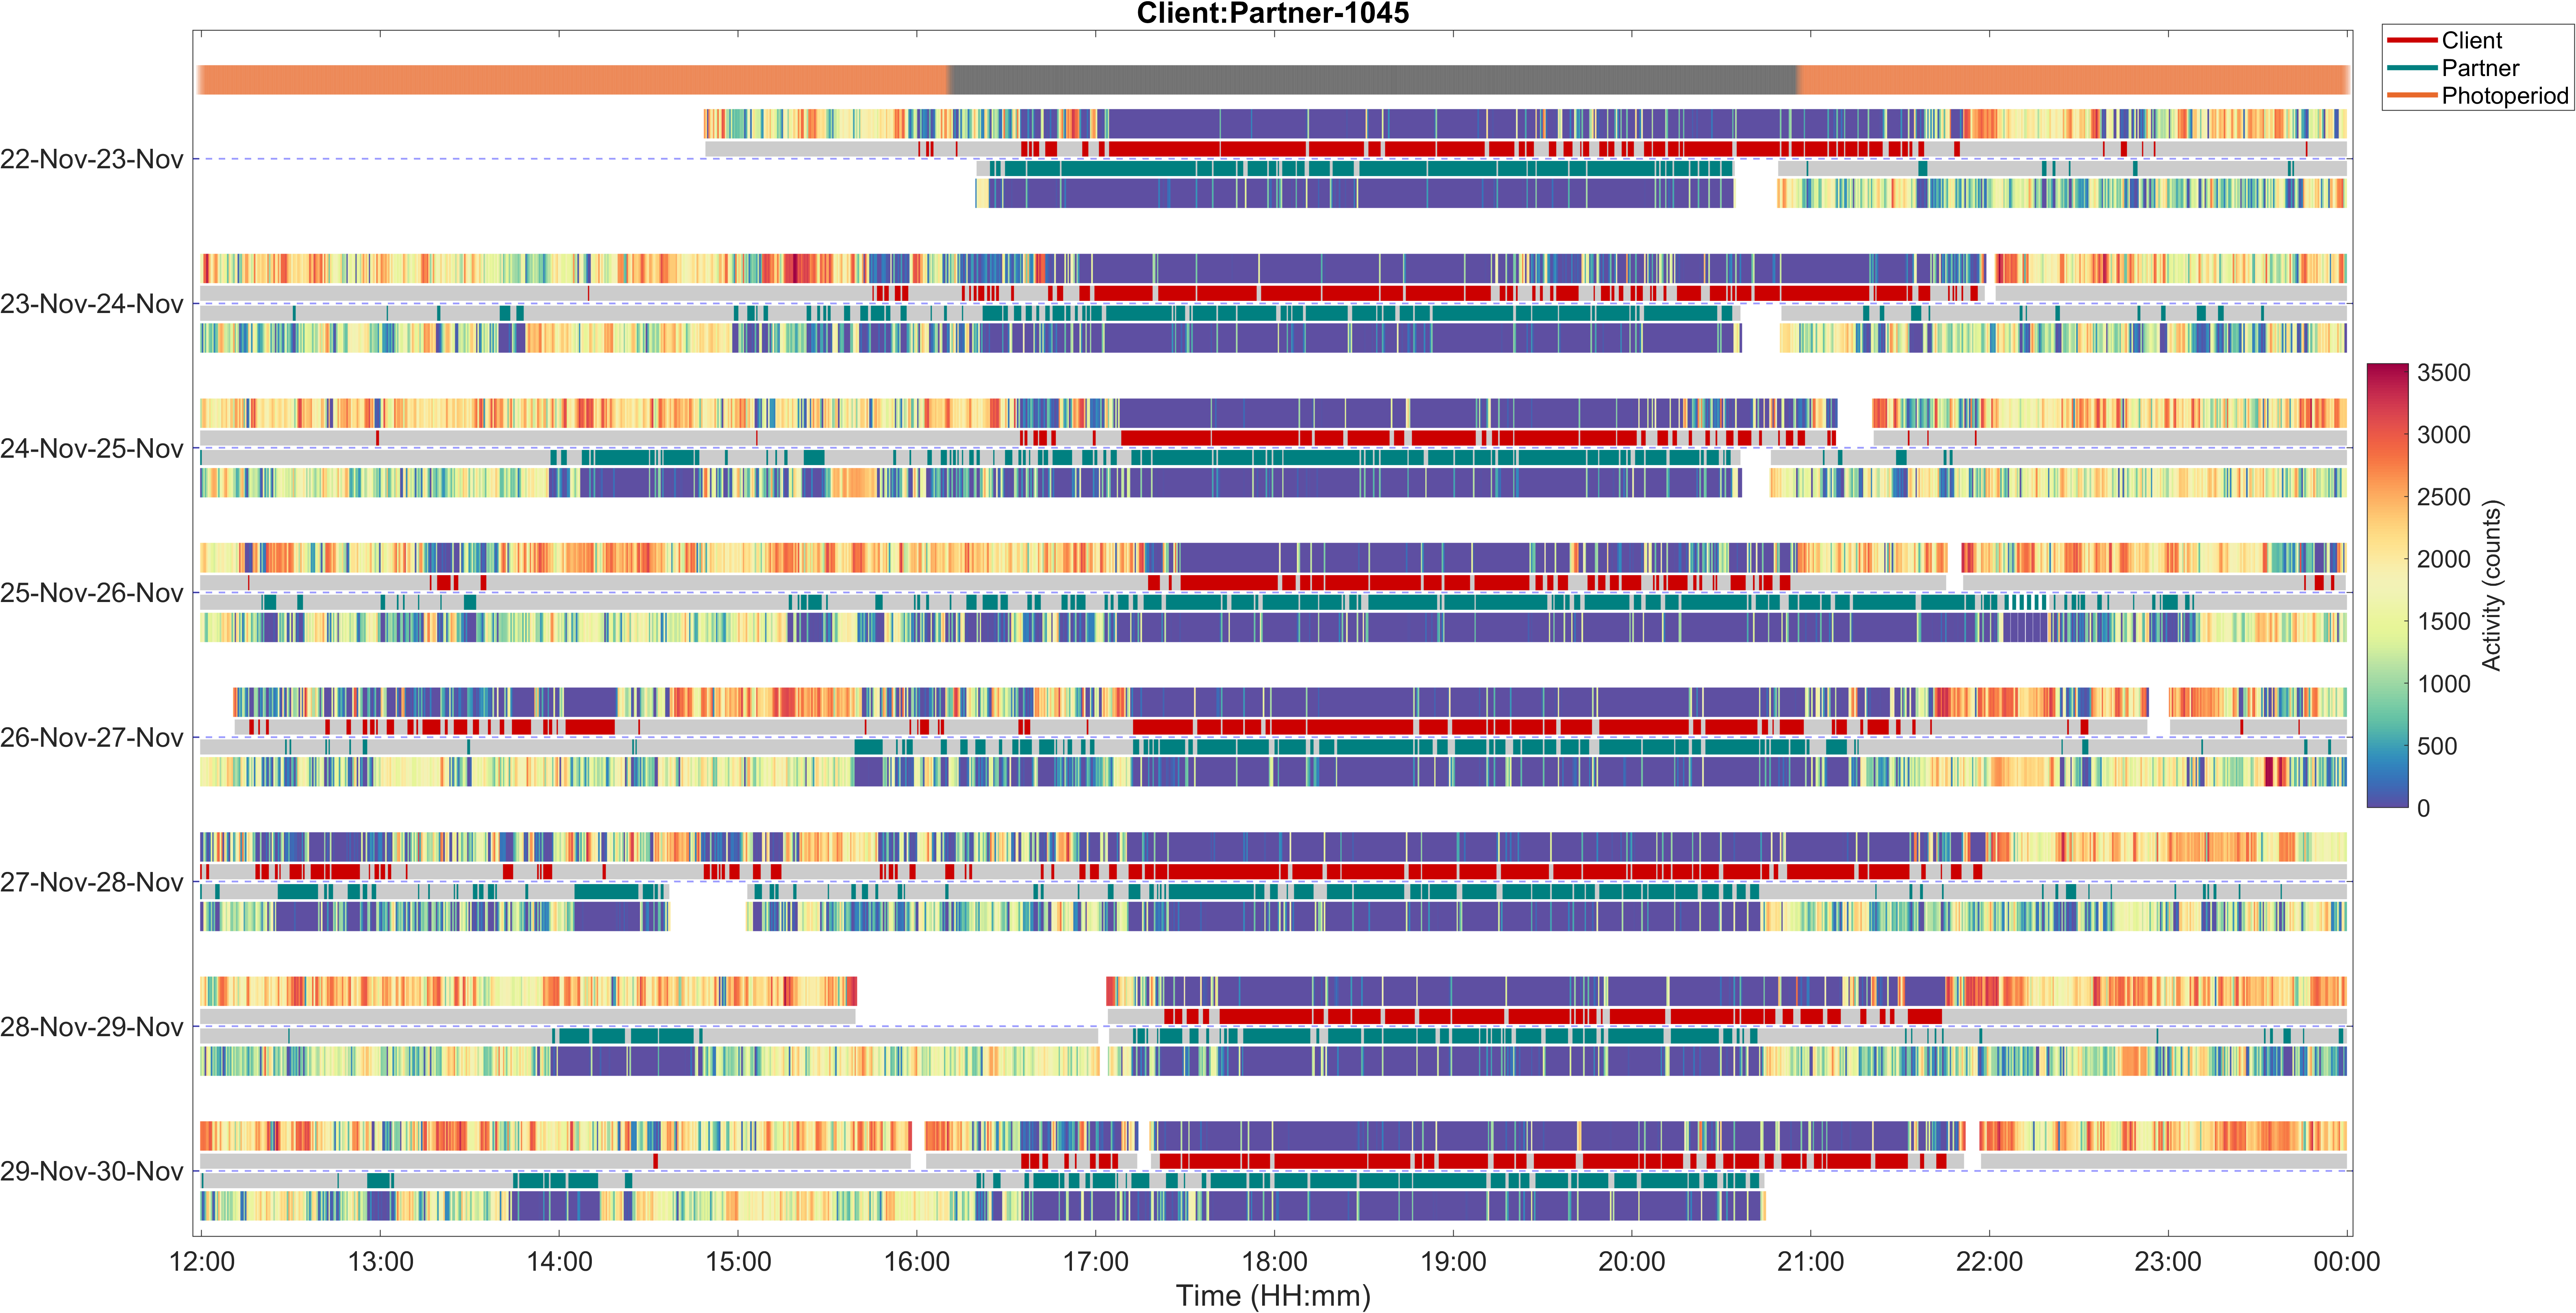 Client:Partner-1045
Client
Partner
Photoperiod
22-Nov-23-Nov
23-Nov-24-Nov
24-Nov-25-Nov
25-Nov-26-Nov
26-Nov-27-Nov
27-Nov-28-Nov
28-Nov-29-Nov
29-Nov-30-Nov
12:00 13:00 14:00 15:00 16:00 17:00 18:00 19:00 20:00 21:00 22:00 23:00 00:00
Time (HH:mm)
3500
3000
2500
2000
1500
1000
500
0
Activity (counts)